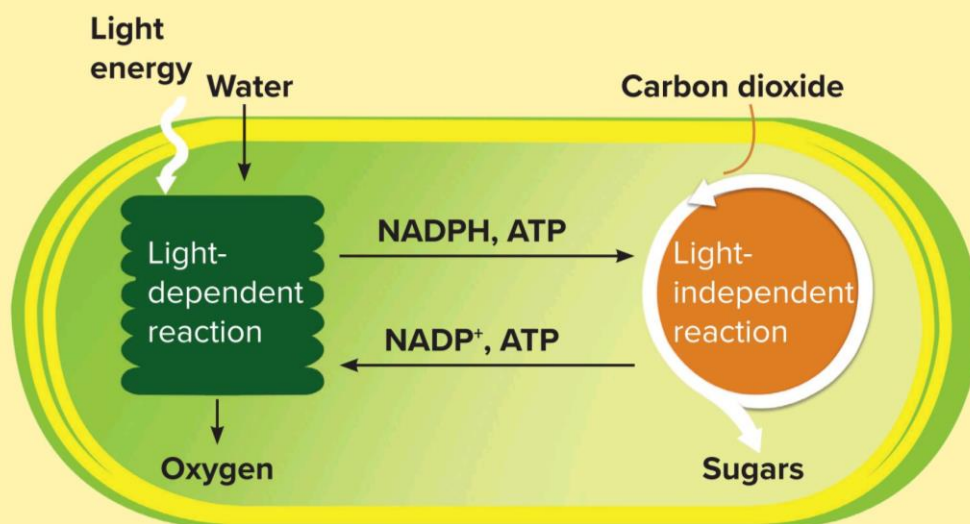 Light
energy
Water
Carbon dioxide
NADPH, ATP
Light-
dependent
reaction
Light-
independent
reaction
NADP⁺, ATP
Oxygen
Sugars